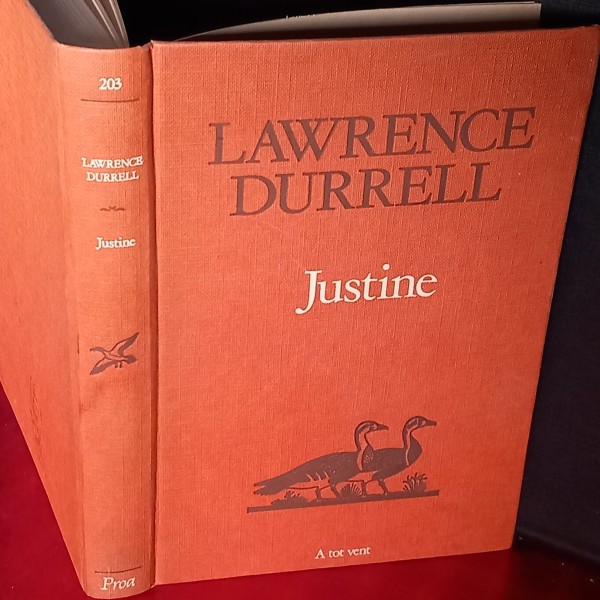 203
LAWRENCE
DURRELL
Justine
Proa
LAWRENCE
DURRELL
Justine
A tot vent